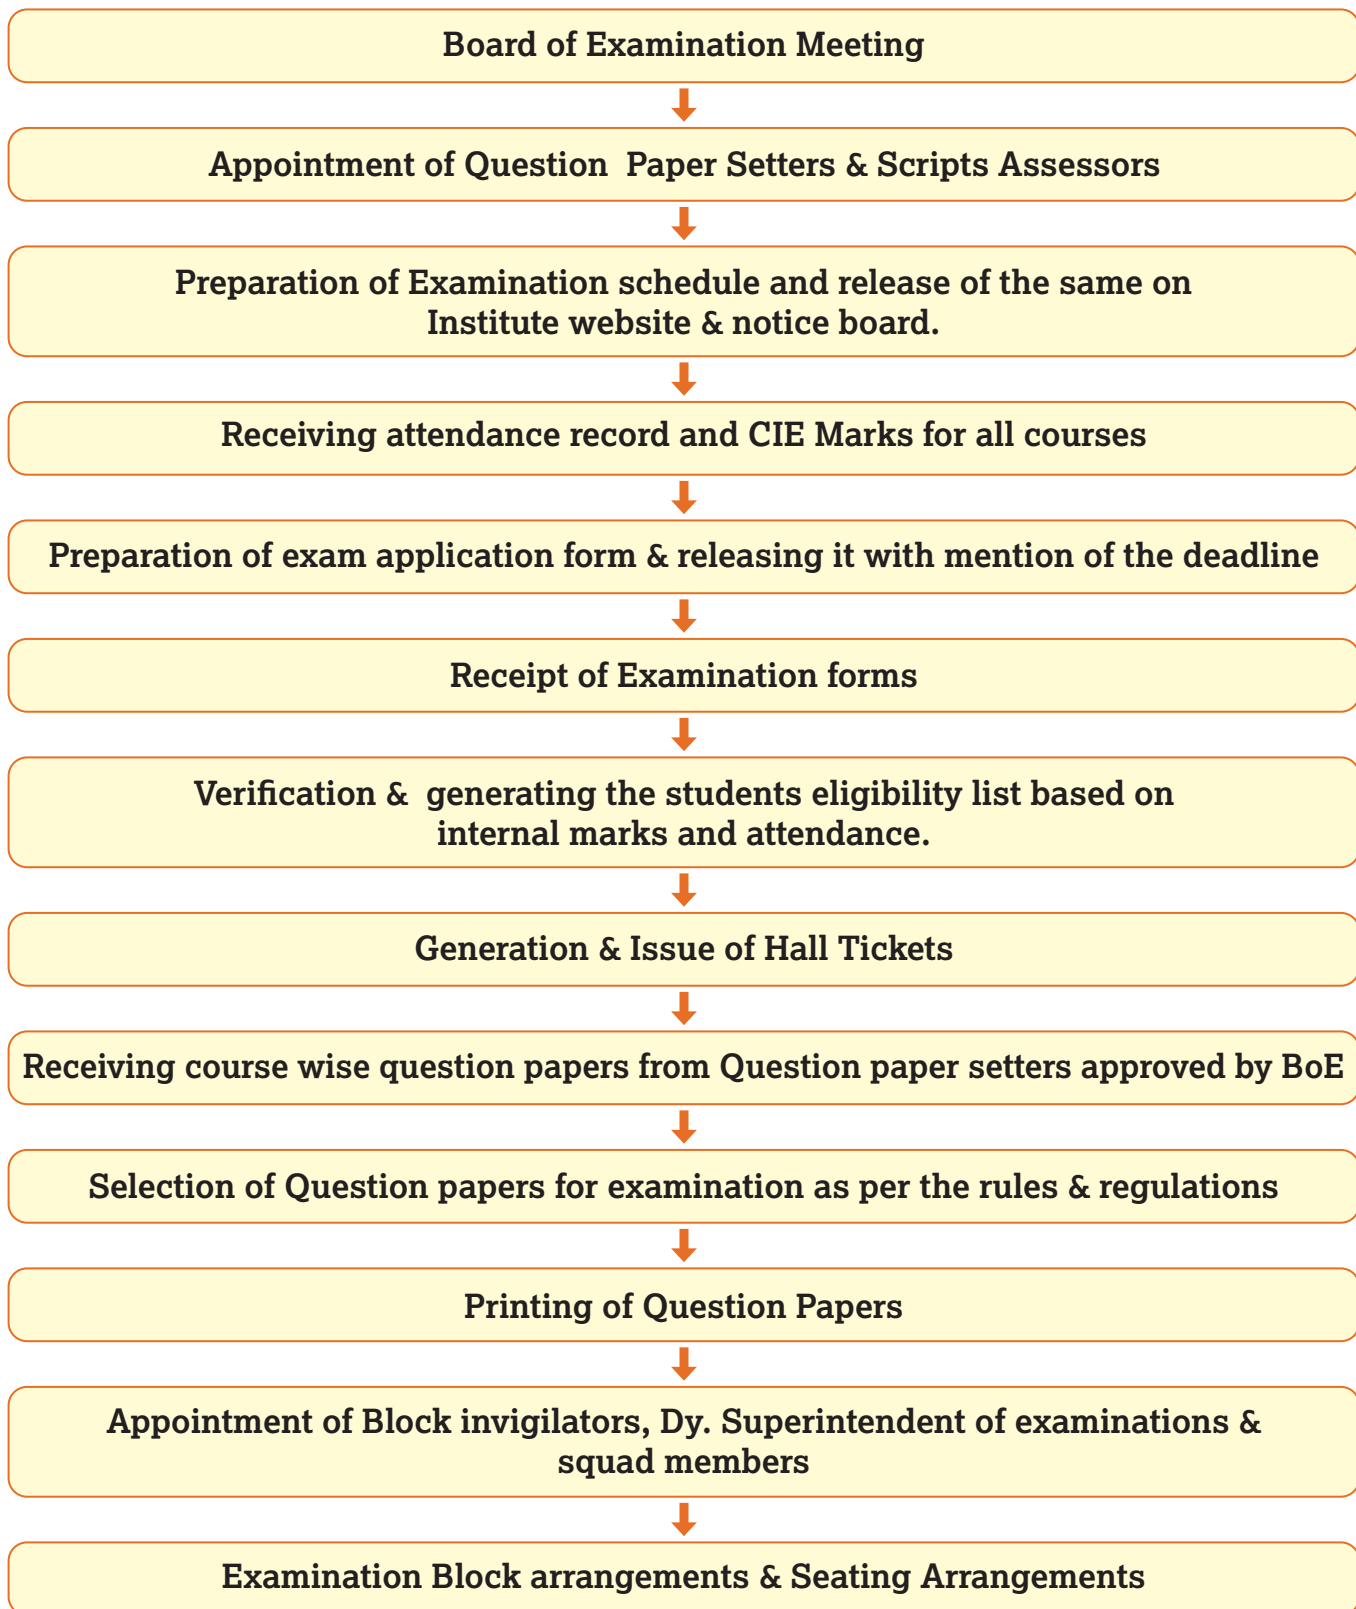 Board of Examination Meeting
Appointment of Question Paper Setters & Scripts Assessors
Preparation of Examination schedule and release of the same on
Institute website & notice board.
Receiving attendance record and CIE Marks for all courses
Preparation of exam application form & releasing it with mention of the deadline
Receipt of Examination forms
Verification & generating the students eligibility list based on
internal marks and attendance.
Generation & Issue of Hall Tickets
Receiving course wise question papers from Question paper setters approved by BoE
Selection of Question papers for examination as per the rules & regulations
Printing of Question Papers
Appointment of Block invigilators, Dy. Superintendent of examinations &
squad members
Examination Block arrangements & Seating Arrangements